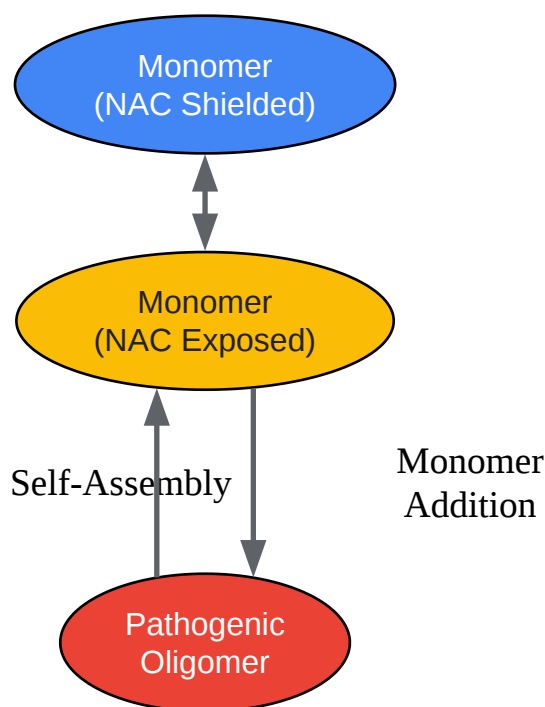 Monomer
(NAC Shielded)
Monomer
(NAC Exposed)
Self-Assembly
Monomer
Addition
Pathogenic
Oligomer